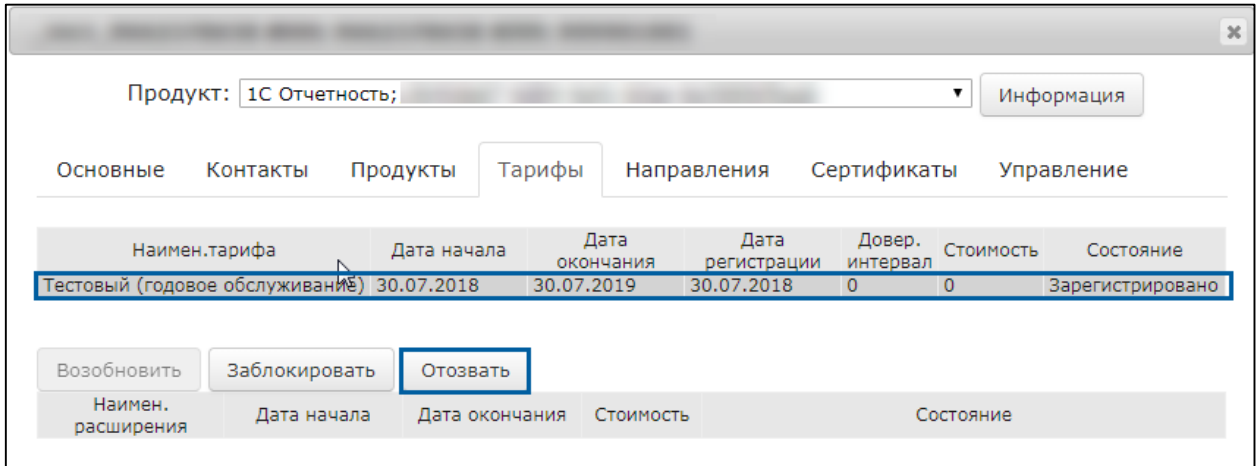 Продукт: 1С Отчетность; Информация
Основные Контакты Продукты Тарифы Направления Сертификаты Управление
Наимен.тарифа Дата начала Дата окончания Дата регистрации Довер. интервал Стоимость Состояние
Тестовый (годовое обслуживание) 30.07.2018 30.07.2019 30.07.2018 0 0 Зарегистрировано
Возобновить Заблокировать Отозвать
Наимен. расширения Дата начала Дата окончания Стоимость Состояние